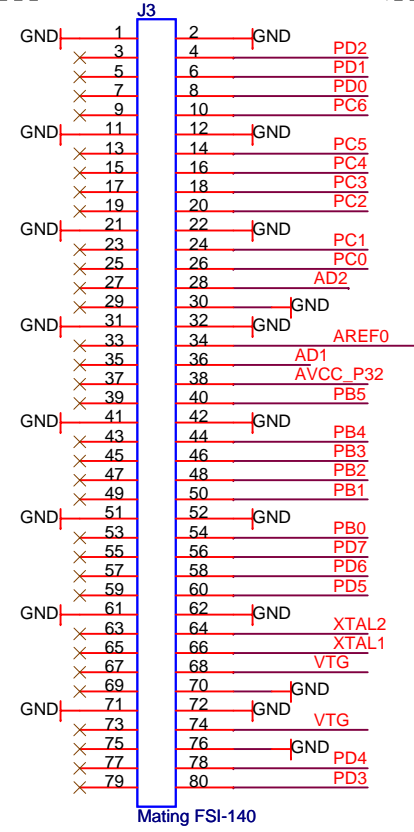 J3
GND 1 2 GND
3 4 PD2
5 6 PD1
7 8 PD0
9 10 PC6
GND 11 12 GND
13 14 PC5
15 16 PC4
17 18 PC3
19 20 PC2
GND 21 22 GND
23 24 PC1
25 26 PC0
27 28 AD2
29 30 GND
GND 31 32 GND
33 34 AREF0
35 36 AD1
37 38 AVCC_P32
39 40 PB5
GND 41 42 GND
43 44 PB4
45 46 PB3
47 48 PB2
49 50 PB1
GND 51 52 GND
53 54 PB0
55 56 PD7
57 58 PD6
59 60 PD5
GND 61 62 GND
63 64 XTAL2
65 66 XTAL1
67 68 VTG
69 70 GND
GND 71 72 GND
73 74 VTG
75 76 GND
77 78 PD4
79 80 PD3
Mating FSI-140